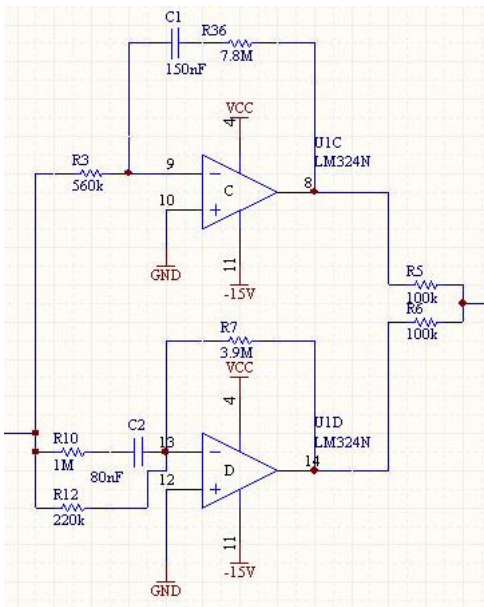 C1
R36
150nF
7.8M
VCC
4
U1C
LM324N
R3
560k
9
8
C
10
GND
11
-15V
R5
100k
R6
100k
R7
3.9M
VCC
4
U1D
LM324N
R10
C2
13
14
1M
D
80nF
12
R12
220k
11
-15V
GND